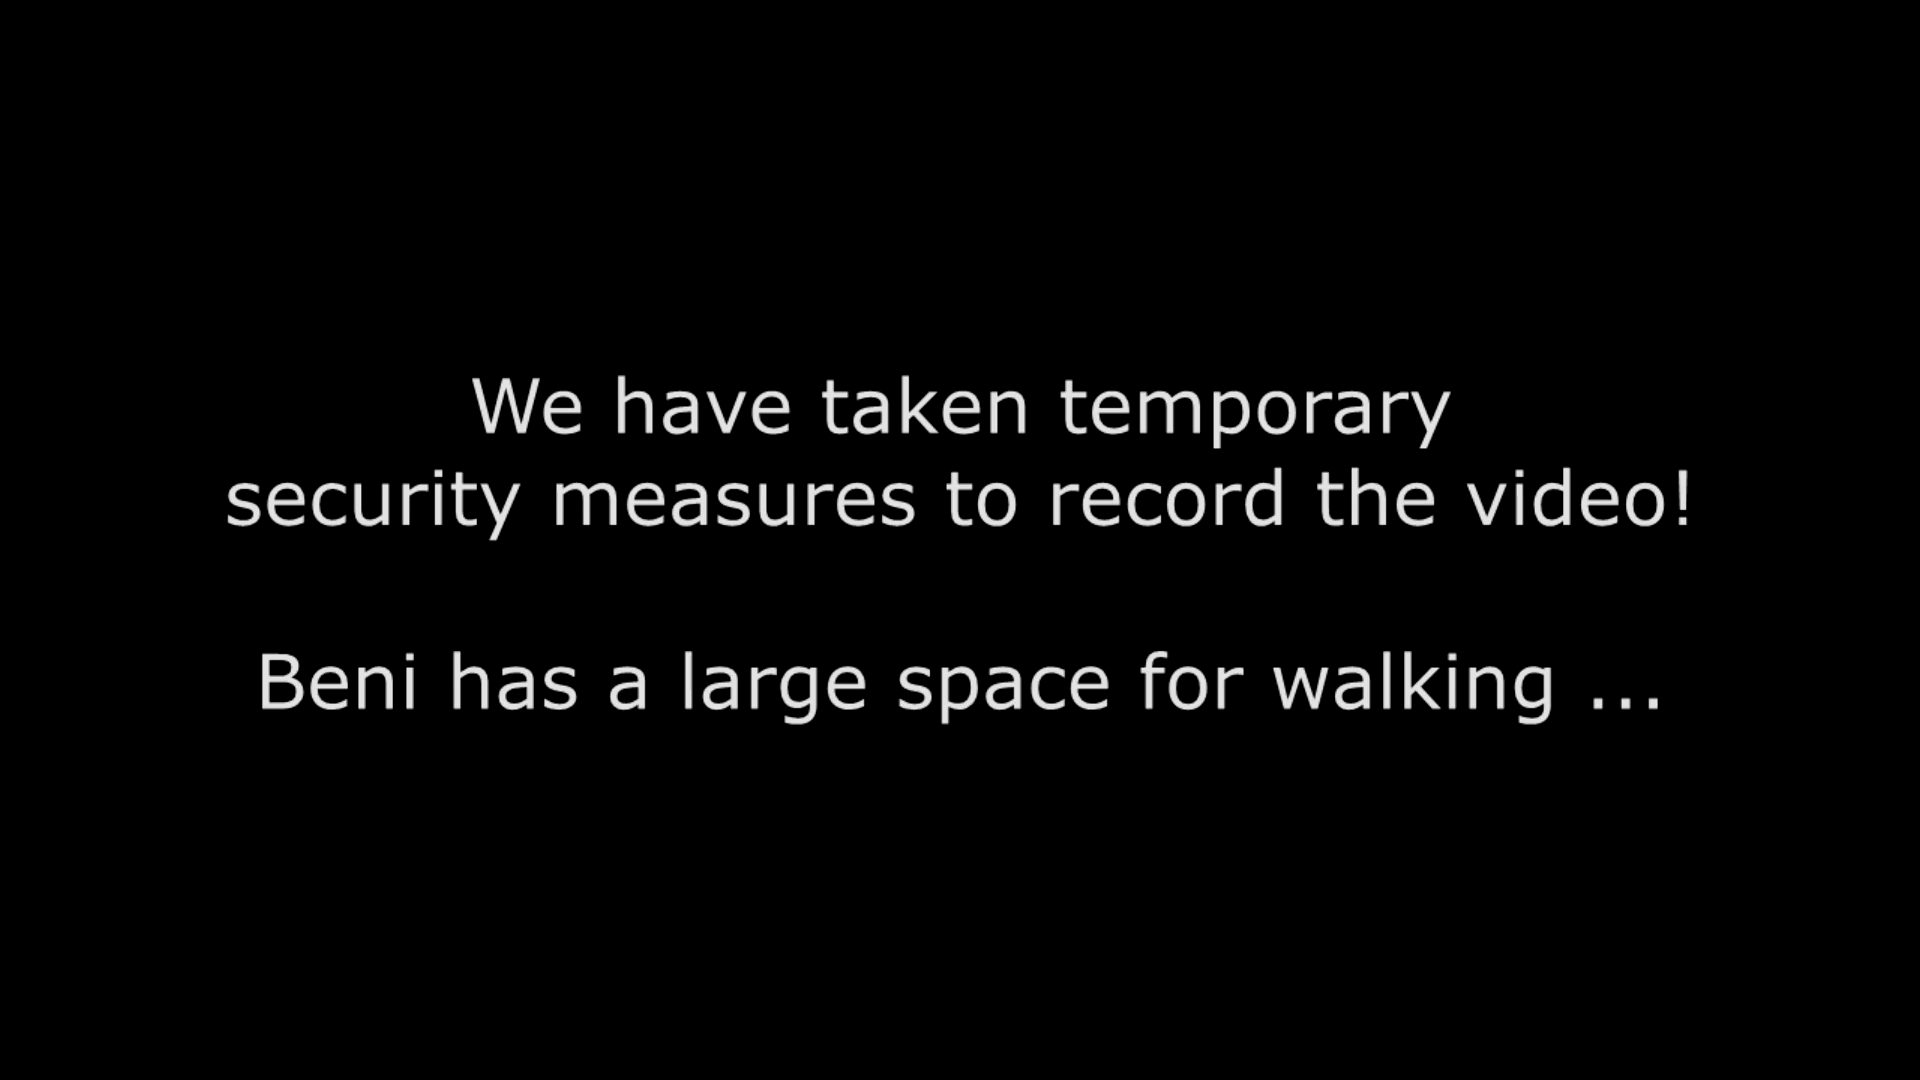 We have taken temporary
security measures to record the video!
Beni has a large space for walking ...